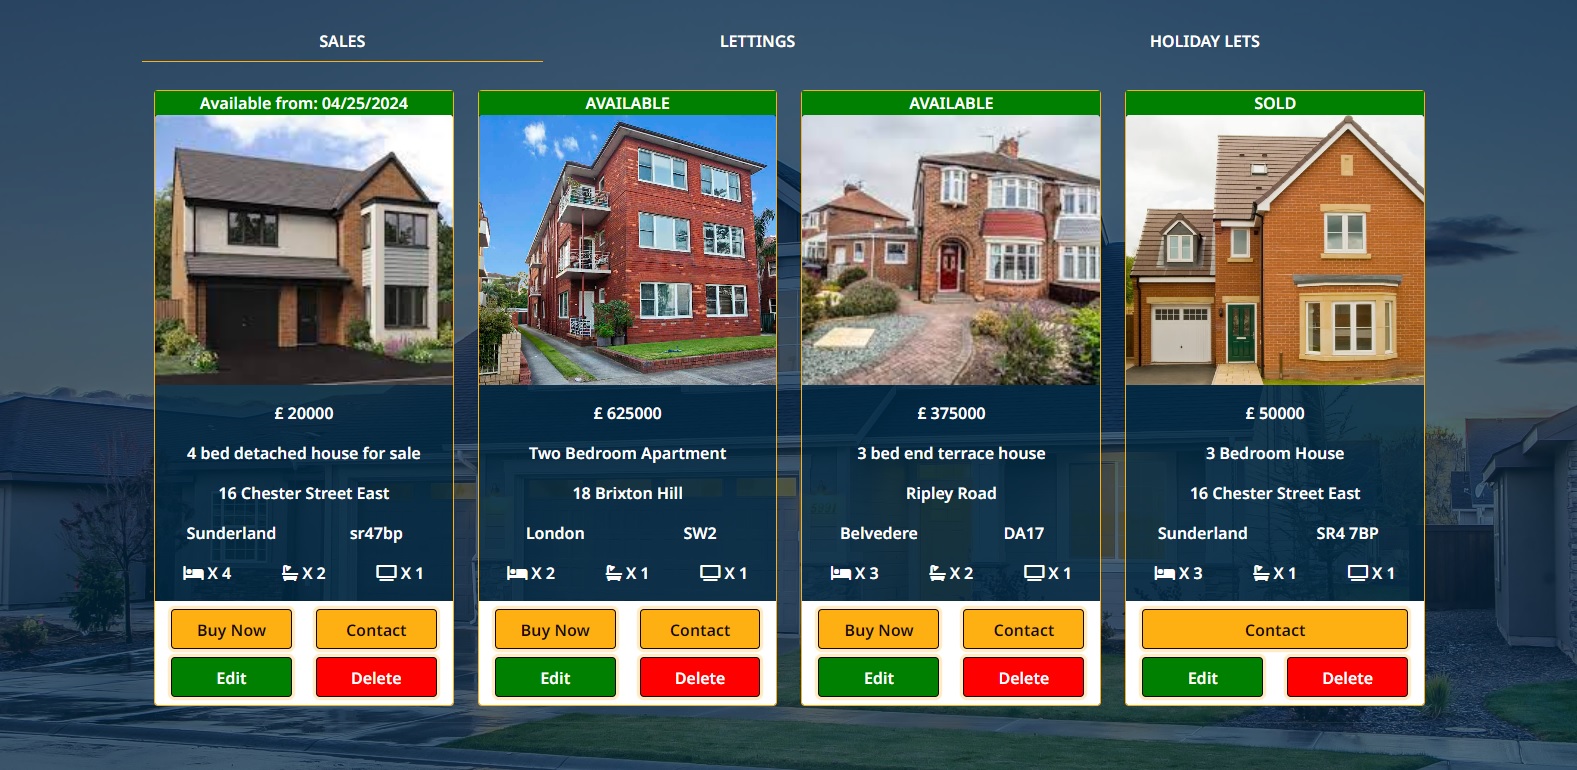 SALES LETTINGS HOLIDAY LETS
Available from: 04/25/2024
£ 20000
4 bed detached house for sale
16 Chester Street East
Sunderland sr47bp
X 4 X 2 X 1
Buy Now Contact
Edit Delete
AVAILABLE
£ 625000
Two Bedroom Apartment
18 Brixton Hill
London SW2
X 2 X 1 X 1
Buy Now Contact
Edit Delete
AVAILABLE
£ 375000
3 bed end terrace house
Ripley Road
Belvedere DA17
X 3 X 2 X 1
Buy Now Contact
Edit Delete
SOLD
£ 50000
3 Bedroom House
16 Chester Street East
Sunderland SR4 7BP
X 3 X 1 X 1
Contact
Edit Delete